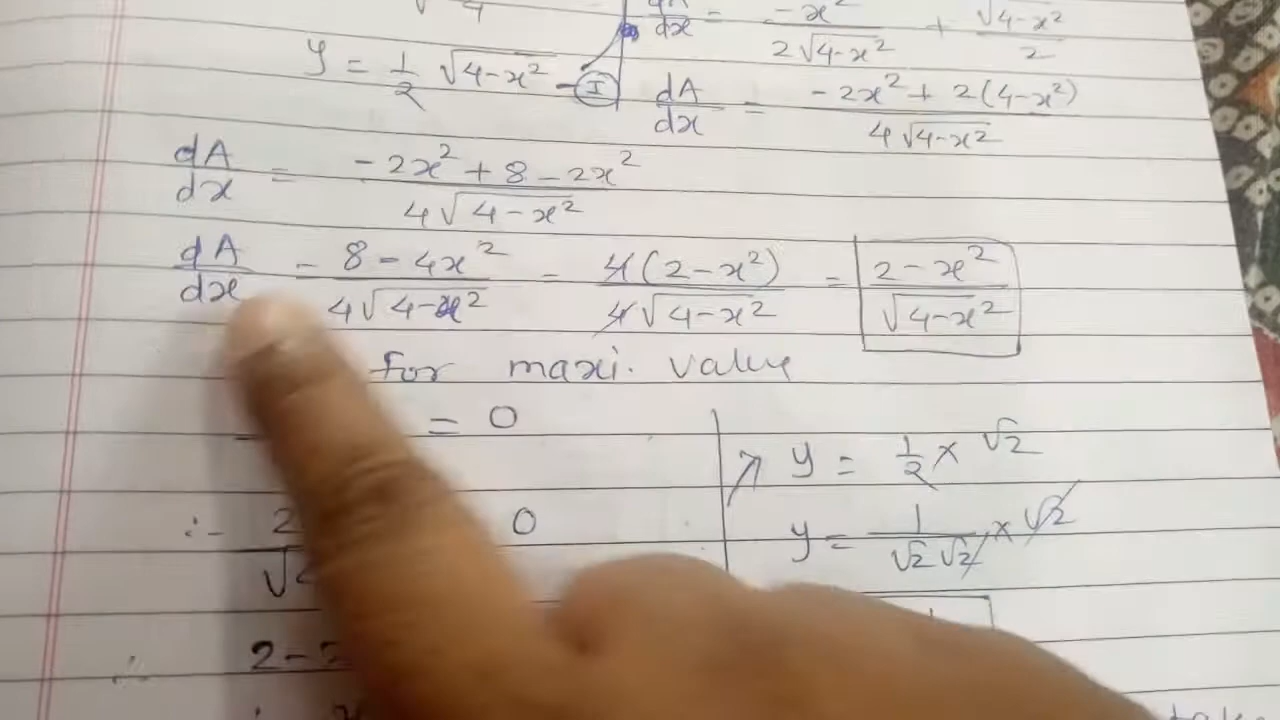 dA/dx = -x²/2√4-x² + √4-x²/2
y = 1/2 √4-x² - I
dA/dx = -2x² + 2(4-x²)/4√4-x²
dA/dx = -2x² + 8 - 2x²/4√4-x²
dA/dx = 8-4x²/4√4-x² = 4(2-x²)/4√4-x² = 2-x²/√4-x²
For maxi. value
= 0
y = 1/2 × √2
∴ 2 0
y = 1/√2√2 × √2
∴ 2-